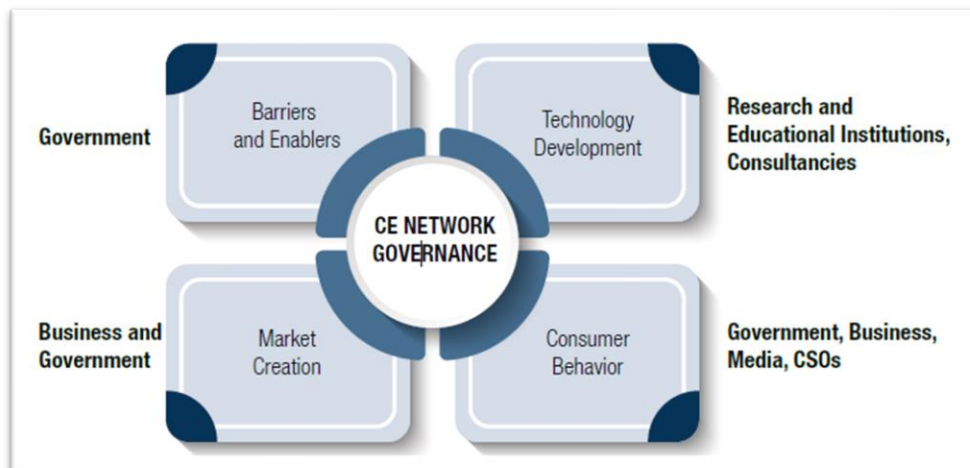 Government
Barriers
and Enablers
Technology
Development
Research and
Educational Institutions,
Consultancies
CE NETWORK
GOVERNANCE
Business and
Government
Market
Creation
Consumer
Behavior
Government, Business,
Media, CSOs